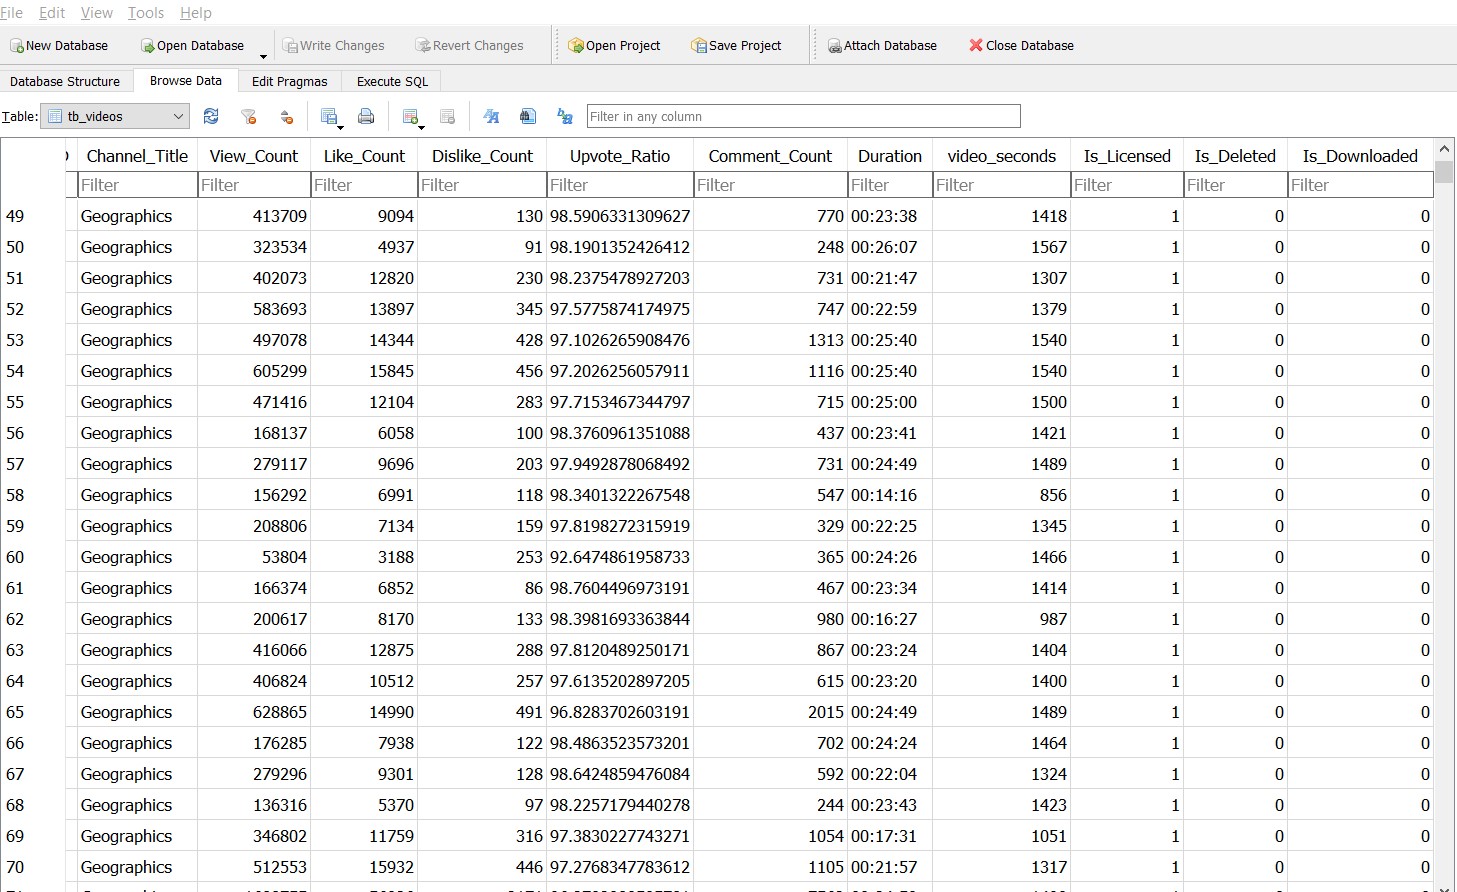 File Edit View Tools Help
New Database Open Database Write Changes Revert Changes Open Project Save Project Attach Database Close Database
Database Structure Browse Data Edit Pragmas Execute SQL
Table: tb_videos Filter in any column
Channel_Title View_Count Like_Count Dislike_Count Upvote_Ratio Comment_Count Duration video_seconds Is_Licensed Is_Deleted Is_Downloaded
Filter Filter Filter Filter Filter Filter Filter Filter Filter Filter Filter
49 Geographics 413709 9094 130 98.5906331309627 770 00:23:38 1418 1 0 0
50 Geographics 323534 4937 91 98.1901352426412 248 00:26:07 1567 1 0 0
51 Geographics 402073 12820 230 98.2375478927203 731 00:21:47 1307 1 0 0
52 Geographics 583693 13897 345 97.5775874174975 747 00:22:59 1379 1 0 0
53 Geographics 497078 14344 428 97.1026265908476 1313 00:25:40 1540 1 0 0
54 Geographics 605299 15845 456 97.2026256057911 1116 00:25:40 1540 1 0 0
55 Geographics 471416 12104 283 97.7153467344797 715 00:25:00 1500 1 0 0
56 Geographics 168137 6058 100 98.3760961351088 437 00:23:41 1421 1 0 0
57 Geographics 279117 9696 203 97.9492878068492 731 00:24:49 1489 1 0 0
58 Geographics 156292 6991 118 98.3401322267548 547 00:14:16 856 1 0 0
59 Geographics 208806 7134 159 97.8198272315919 329 00:22:25 1345 1 0 0
60 Geographics 53804 3188 253 92.6474861958733 365 00:24:26 1466 1 0 0
61 Geographics 166374 6852 86 98.7604496973191 467 00:23:34 1414 1 0 0
62 Geographics 200617 8170 133 98.3981693363844 980 00:16:27 987 1 0 0
63 Geographics 416066 12875 288 97.8120489250171 867 00:23:24 1404 1 0 0
64 Geographics 406824 10512 257 97.6135202897205 615 00:23:20 1400 1 0 0
65 Geographics 628865 14990 491 96.8283702603191 2015 00:24:49 1489 1 0 0
66 Geographics 176285 7938 122 98.4863523573201 702 00:24:24 1464 1 0 0
67 Geographics 279296 9301 128 98.6424859476084 592 00:22:04 1324 1 0 0
68 Geographics 136316 5370 97 98.2257179440278 244 00:23:43 1423 1 0 0
69 Geographics 346802 11759 316 97.3830227743271 1054 00:17:31 1051 1 0 0
70 Geographics 512553 15932 446 97.2768347783612 1105 00:21:57 1317 1 0 0